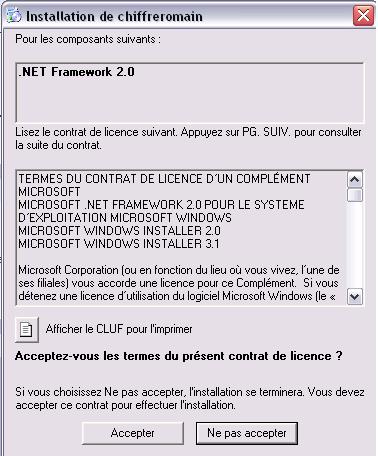 Installation de chiffreromain
Pour les composants suivants :
.NET Framework 2.0
Lisez le contrat de licence suivant. Appuyez sur PG. SUIV. pour consulter
la suite du contrat.
TERMES DU CONTRAT DE LICENCE D'UN COMPLÉMENT
MICROSOFT
MICROSOFT .NET FRAMEWORK 2.0 POUR LE SYSTEME
D'EXPLOITATION MICROSOFT WINDOWS
MICROSOFT WINDOWS INSTALLER 2.0
MICROSOFT WINDOWS INSTALLER 3.1
Microsoft Corporation (ou en fonction du lieu où vous vivez, l'une de
ses filiales) vous accorde une licence pour ce Complément. Si vous
détenez une licence d'utilisation du logiciel Microsoft Windows (le «
Afficher le CLUF pour l'imprimer
Acceptez-vous les termes du présent contrat de licence ?
Si vous choisissez Ne pas accepter, l'installation se terminera. Vous devez
accepter ce contrat pour effectuer l'installation.
Accepter
Ne pas accepter